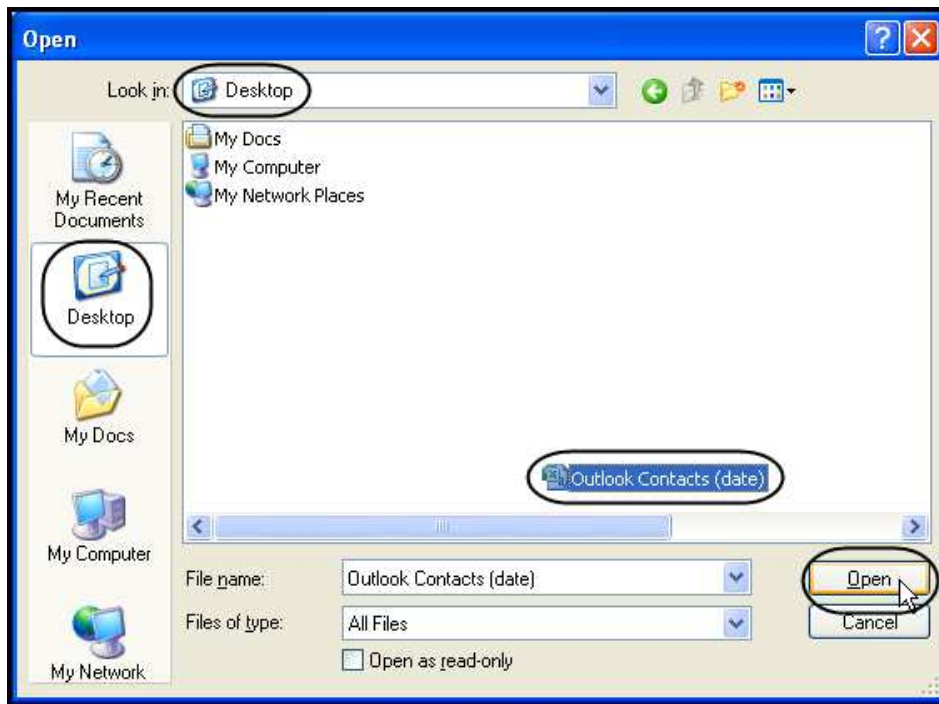 Open
Look in:
Desktop
My Recent
Documents
Desktop
My Docs
My Computer
My Network
My Docs
My Computer
My Network Places
Outlook Contacts (date)
File name:
Outlook Contacts (date)
Open
Files of type:
All Files
Cancel
Open as read-only